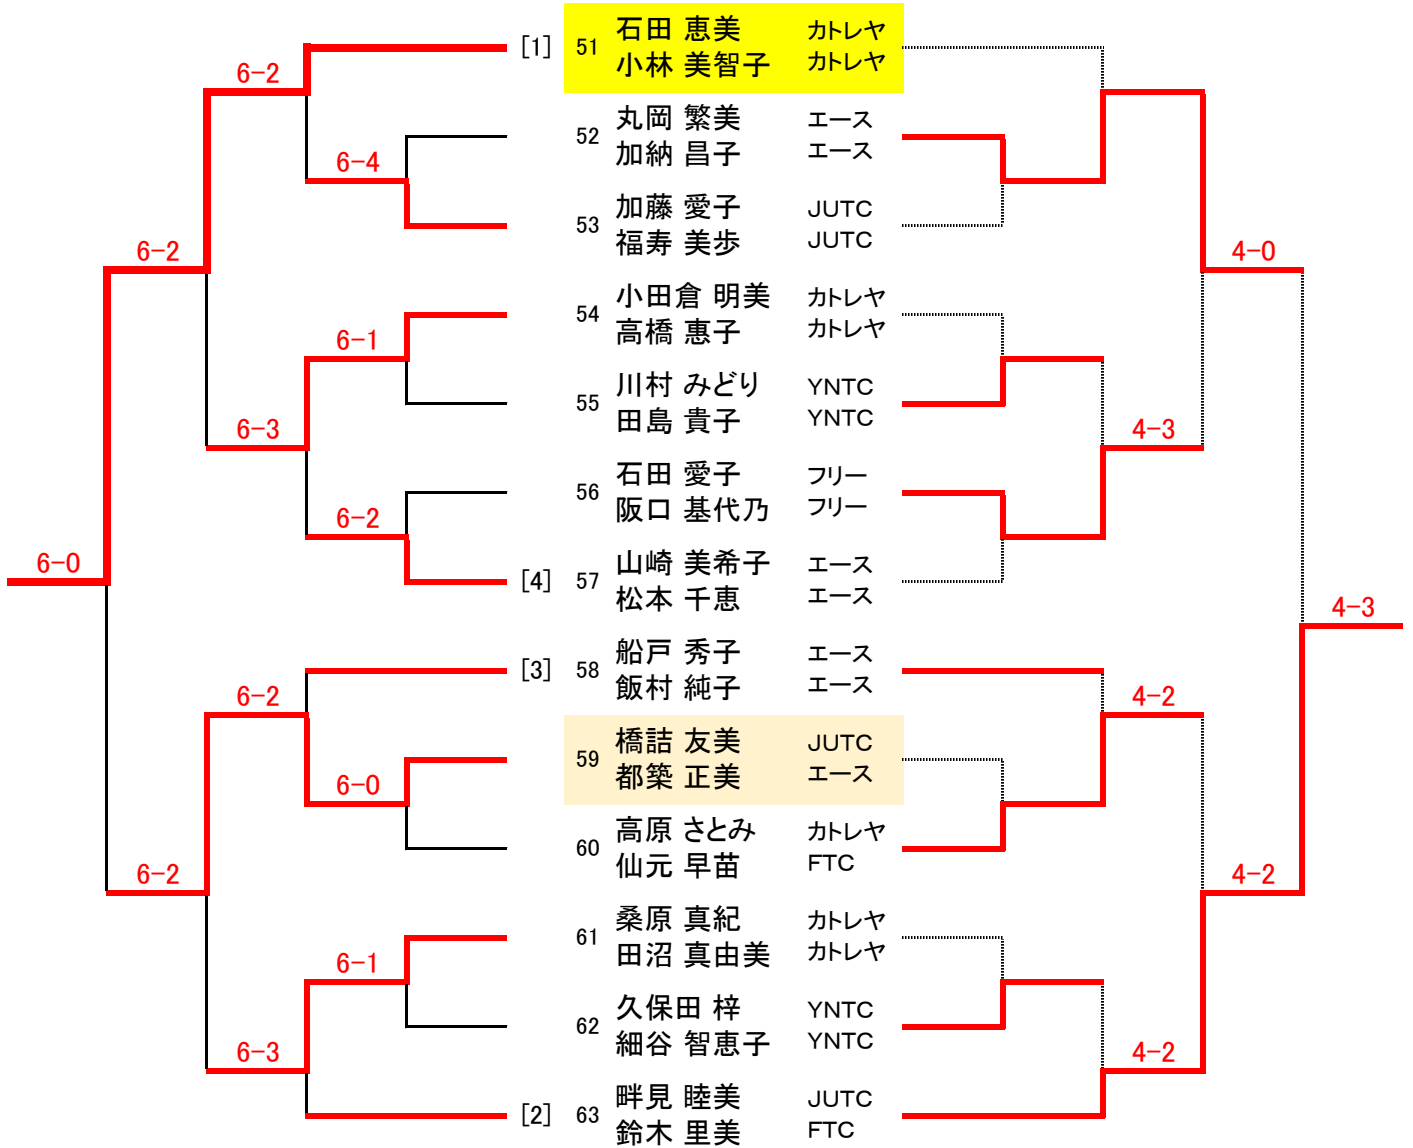 [1] 51 石田 恵美 カトレヤ
小林 美智子 カトレヤ
6-2
52 丸岡 繁美 エース
加納 昌子 エース
6-4
53 加藤 愛子 JUTC
福寿 美歩 JUTC
6-2 4-0
54 小田倉 明美 カトレヤ
高橋 惠子 カトレヤ
6-1
55 川村 みどり YNTC
田島 貴子 YNTC
6-3 4-3
56 石田 愛子 フリー
阪口 基代乃 フリー
6-2
6-0 [4] 57 山崎 美希子 エース
松本 千恵 エース
4-3
[3] 58 船戸 秀子 エース
飯村 純子 エース
6-2 4-2
59 橋詰 友美 JUTC
都築 正美 エース
6-0
60 高原 さとみ カトレヤ
仙元 早苗 FTC
6-2 4-2
61 桑原 真紀 カトレヤ
田沼 真由美 カトレヤ
6-1
62 久保田 梓 YNTC
細谷 智恵子 YNTC
6-3 4-2
[2] 63 畔見 睦美 JUTC
鈴木 里美 FTC